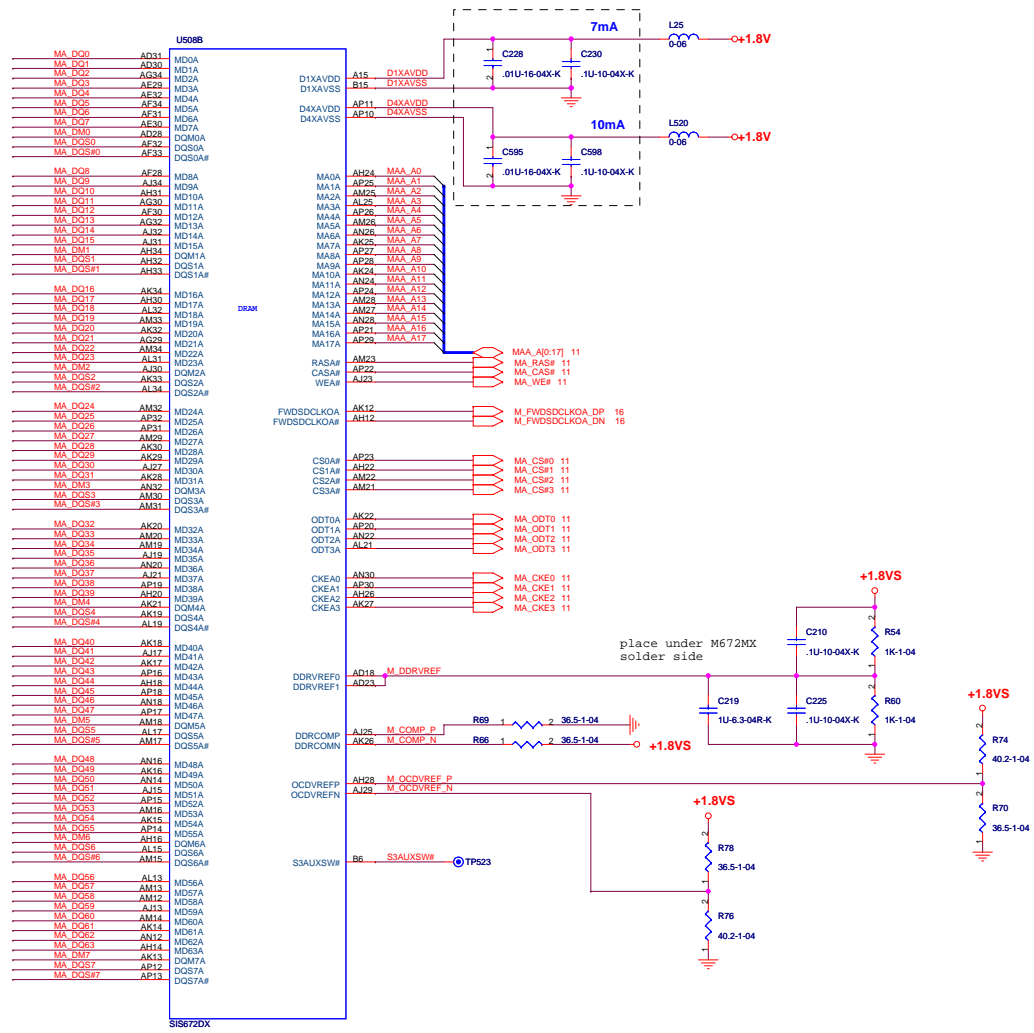 U508B
MA_DQ0 AD31 MD0A
MA_DQ1 AD30 MD1A
MA_DQ2 AG34 MD2A
MA_DQ3 AE29 MD3A
MA_DQ4 AE32 MD4A
MA_DQ5 AF34 MD5A
MA_DQ6 AF31 MD6A
MA_DQ7 AE30 MD7A
MA_DM0 AD28 DQM0A
MA_DQS0 AF32 DQS0A
MA_DQS#0 AF33 DQS0A#
MA_DQ8 AF28 MD8A
MA_DQ9 AJ34 MD9A
MA_DQ10 AH31 MD10A
MA_DQ11 AG30 MD11A
MA_DQ12 AF30 MD12A
MA_DQ13 AG32 MD13A
MA_DQ14 AJ32 MD14A
MA_DQ15 AJ31 MD15A
MA_DM1 AH34 DQM1A
MA_DQS1 AH32 DQS1A
MA_DQS#1 AH33 DQS1A#
MA_DQ16 AK34 MD16A
MA_DQ17 AH30 MD17A
MA_DQ18 AL32 MD18A
MA_DQ19 AM33 MD19A
MA_DQ20 AK32 MD20A
MA_DQ21 AG29 MD21A
MA_DQ22 AM34 MD22A
MA_DQ23 AL31 MD23A
MA_DM2 AJ30 DQM2A
MA_DQS2 AK33 DQS2A
MA_DQS#2 AL34 DQS2A#
MA_DQ24 AM32 MD24A
MA_DQ25 AP32 MD25A
MA_DQ26 AP31 MD26A
MA_DQ27 AM29 MD27A
MA_DQ28 AK30 MD28A
MA_DQ29 AK29 MD29A
MA_DQ30 AJ27 MD30A
MA_DQ31 AK28 MD31A
MA_DM3 AN32 DQM3A
MA_DQS3 AM30 DQS3A
MA_DQS#3 AM31 DQS3A#
MA_DQ32 AK20 MD32A
MA_DQ33 AM20 MD33A
MA_DQ34 AM19 MD34A
MA_DQ35 AJ19 MD35A
MA_DQ36 AN20 MD36A
MA_DQ37 AJ21 MD37A
MA_DQ38 AP19 MD38A
MA_DQ39 AH20 MD39A
MA_DM4 AK21 DQM4A
MA_DQS4 AK19 DQS4A
MA_DQS#4 AL19 DQS4A#
MA_DQ40 AK18 MD40A
MA_DQ41 AJ17 MD41A
MA_DQ42 AK17 MD42A
MA_DQ43 AP16 MD43A
MA_DQ44 AH18 MD44A
MA_DQ45 AP18 MD45A
MA_DQ46 AN18 MD46A
MA_DQ47 AP17 MD47A
MA_DM5 AM18 DQM5A
MA_DQS5 AL17 DQS5A
MA_DQS#5 AM17 DQS5A#
MA_DQ48 AN16 MD48A
MA_DQ49 AK16 MD49A
MA_DQ50 AN14 MD50A
MA_DQ51 AJ15 MD51A
MA_DQ52 AP15 MD52A
MA_DQ53 AM16 MD53A
MA_DQ54 AK15 MD54A
MA_DQ55 AP14 MD55A
MA_DM6 AH16 DQM6A
MA_DQS6 AL15 DQS6A
MA_DQS#6 AM15 DQS6A#
MA_DQ56 AL13 MD56A
MA_DQ57 AM13 MD57A
MA_DQ58 AM12 MD58A
MA_DQ59 AJ13 MD59A
MA_DQ60 AM14 MD60A
MA_DQ61 AK14 MD61A
MA_DQ62 AN12 MD62A
MA_DQ63 AH14 MD63A
MA_DM7 AK13 DQM7A
MA_DQS7 AP12 DQS7A
MA_DQS#7 AP13 DQS7A#
DRAM
SIS672DX
D1XAVDD A15 D1XAVDD
D1XAVSS B15 D1XAVSS
D4XAVDD AP11 D4XAVDD
D4XAVSS AP10 D4XAVSS
MA0A AH24 MAA_A0
MA1A AP25 MAA_A1
MA2A AM25 MAA_A2
MA3A AL25 MAA_A3
MA4A AP26 MAA_A4
MA5A AM26 MAA_A5
MA6A AN26 MAA_A6
MA7A AK25 MAA_A7
MA8A AP27 MAA_A8
MA9A AP28 MAA_A9
MA10A AK24 MAA_A10
MA11A AN24 MAA_A11
MA12A AP24 MAA_A12
MA13A AM28 MAA_A13
MA14A AM27 MAA_A14
MA15A AN28 MAA_A15
MA16A AP21 MAA_A16
MA17A AP29 MAA_A17
MAA_A[0:17] 11
RASA# AM23 MA_RAS# 11
CASA# AP22 MA_CAS# 11
WEA# AJ23 MA_WE# 11
FWDSDCLKOA AK12 M_FWDSDCLKOA_DP 16
FWDSDCLKOA# AH12 M_FWDSDCLKOA_DN 16
CS0A# AP23 MA_CS#0 11
CS1A# AH22 MA_CS#1 11
CS2A# AM22 MA_CS#2 11
CS3A# AM21 MA_CS#3 11
ODT0A AK22 MA_ODT0 11
ODT1A AP20 MA_ODT1 11
ODT2A AN22 MA_ODT2 11
ODT3A AL21 MA_ODT3 11
CKEA0 AN30 MA_CKE0 11
CKEA1 AP30 MA_CKE1 11
CKEA2 AH26 MA_CKE2 11
CKEA3 AK27 MA_CKE3 11
DDRVREF0 AD18 M_DDRVREF
DDRVREF1 AD23
DDRCOMP AJ25 M_COMP_P
DDRCOMN AK26 M_COMP_N
OCDVREFP AH28 M_OCDVREF_P
OCDVREFN AJ29 M_OCDVREF_N
S3AUXSW# B6 S3AUXSW# TP523
7mA
L25
0-06
+1.8V
1 C228
2 .01U-16-04X-K
C230
.1U-10-04X-K
10mA
L520
0-06
+1.8V
1 C595
2 .01U-16-04X-K
C598
.1U-10-04X-K
place under M672MX
solder side
+1.8VS
C210
.1U-10-04X-K
2 R54
1 1K-1-04
C219
1U-6.3-04R-K
C225
.1U-10-04X-K
2 R60
1 1K-1-04
R69 1 2 36.5-1-04
R66 1 2 36.5-1-04
+1.8VS
+1.8VS
2 R74
1 40.2-1-04
2 R70
1 36.5-1-04
+1.8VS
2 R78
1 36.5-1-04
2 R76
1 40.2-1-04